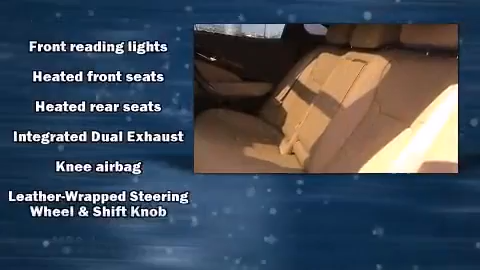 Front reading lights
Heated front seats
Heated rear seats
Integrated Dual Exhaust
Knee airbag
Leather-Wrapped Steering
Wheel & Shift Knob